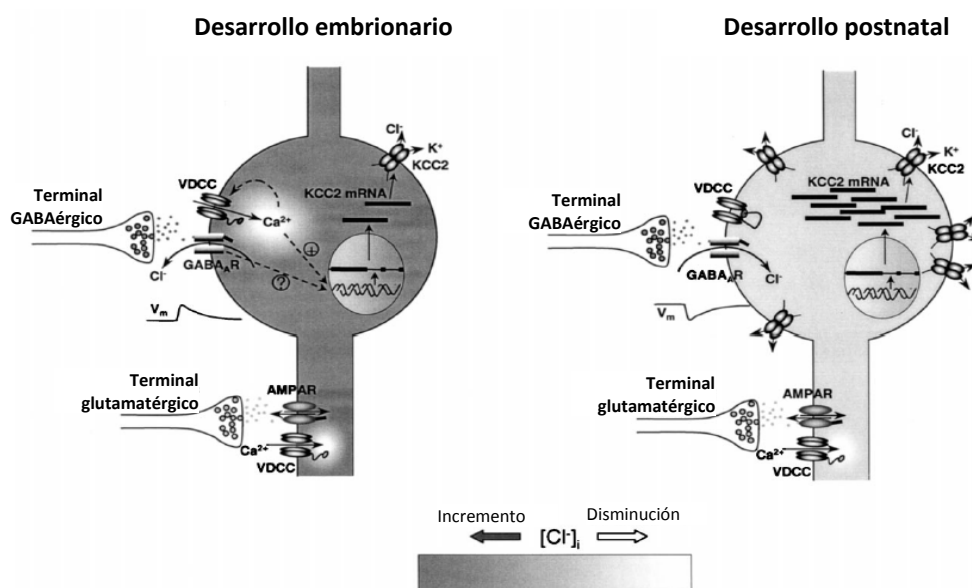 Desarrollo embrionario
Cl-
K+
KCC2
KCC2 mRNA
VDCC
Ca2+
Terminal
GABAérgico
+
GABAAR
Cl-
?
Vm
Terminal
glutamatérgico
AMPAR
Ca2+
VDCC
Desarrollo postnatal
Cl-
K+
KCC2
KCC2 mRNA
VDCC
Terminal
GABAérgico
GABAAR
Cl-
Vm
Terminal
glutamatérgico
AMPAR
Ca2+
VDCC
Incremento [Cl-]i Disminución